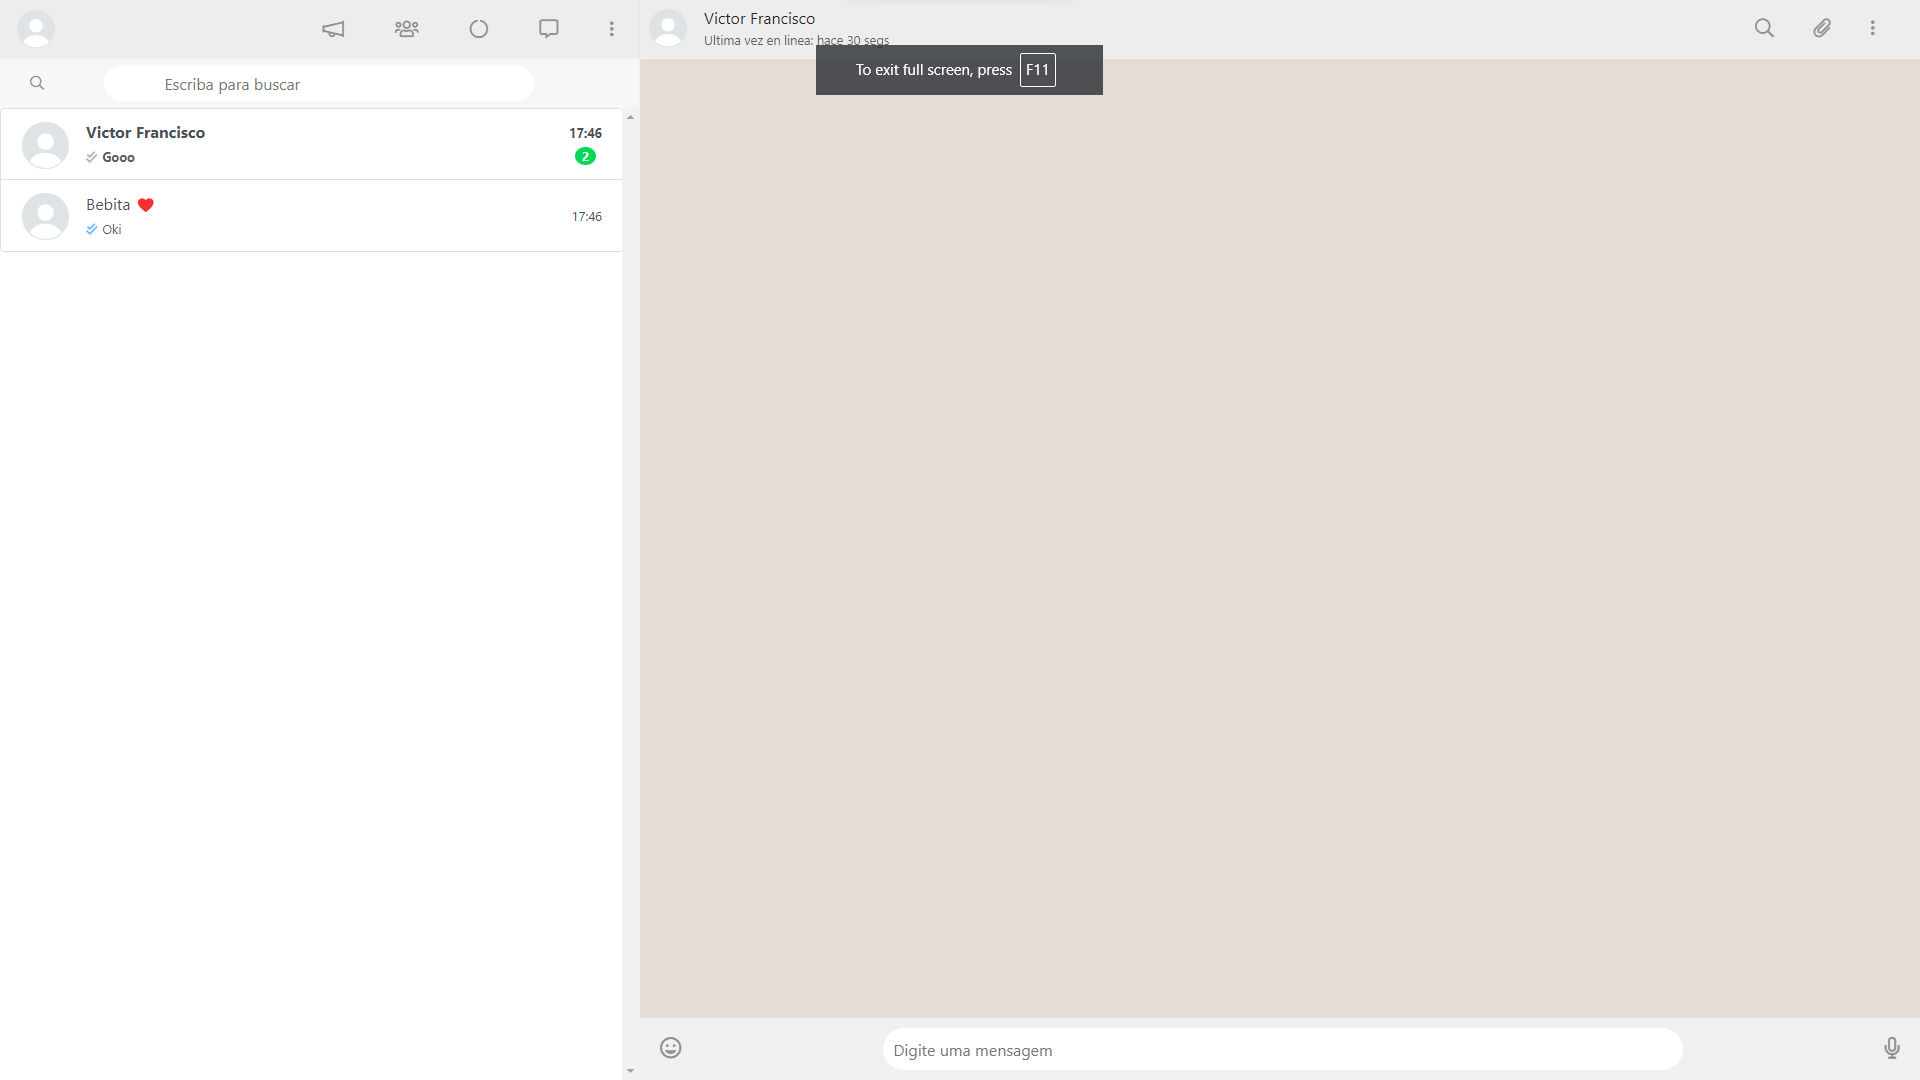 Escriba para buscar
Victor Francisco
17:46
Gooo
2
Bebita
17:46
Oki
Victor Francisco
Ultima vez en linea: hace 30 segs
To exit full screen, press F11
Digite uma mensagem